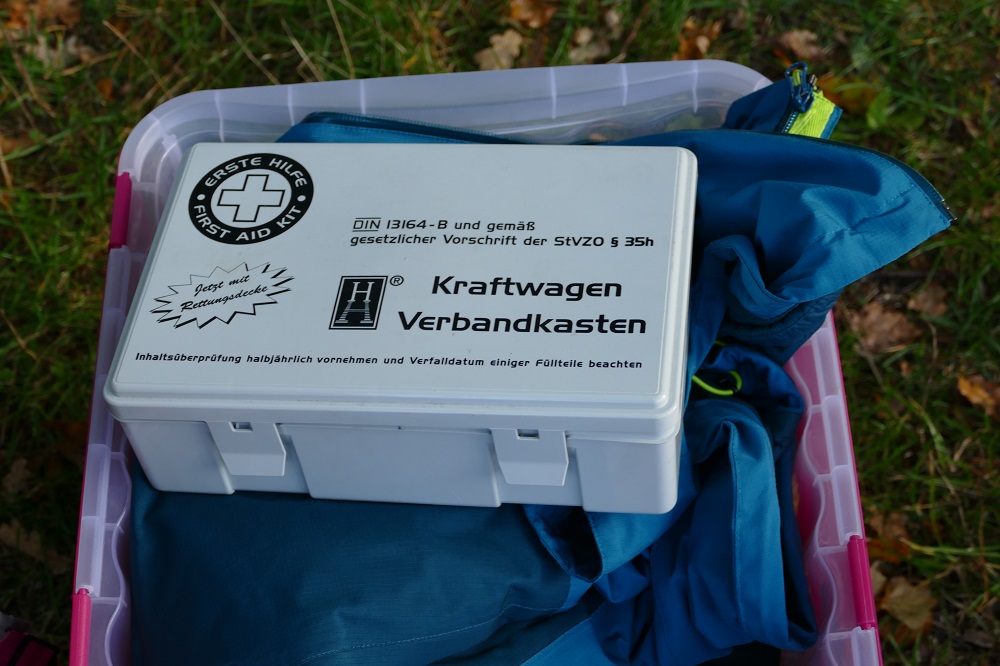 ERSTE HILFE
FIRST AID KIT
DIN 13164-B und gemäß
gesetzlicher Vorschrift der StVZO § 35h
Jetzt mit
Rettungsdecke
HA®
Kraftwagen
Verbandkasten
Inhaltsüberprüfung halbjährlich vornehmen und Verfalldatum einiger Füllteile beachten